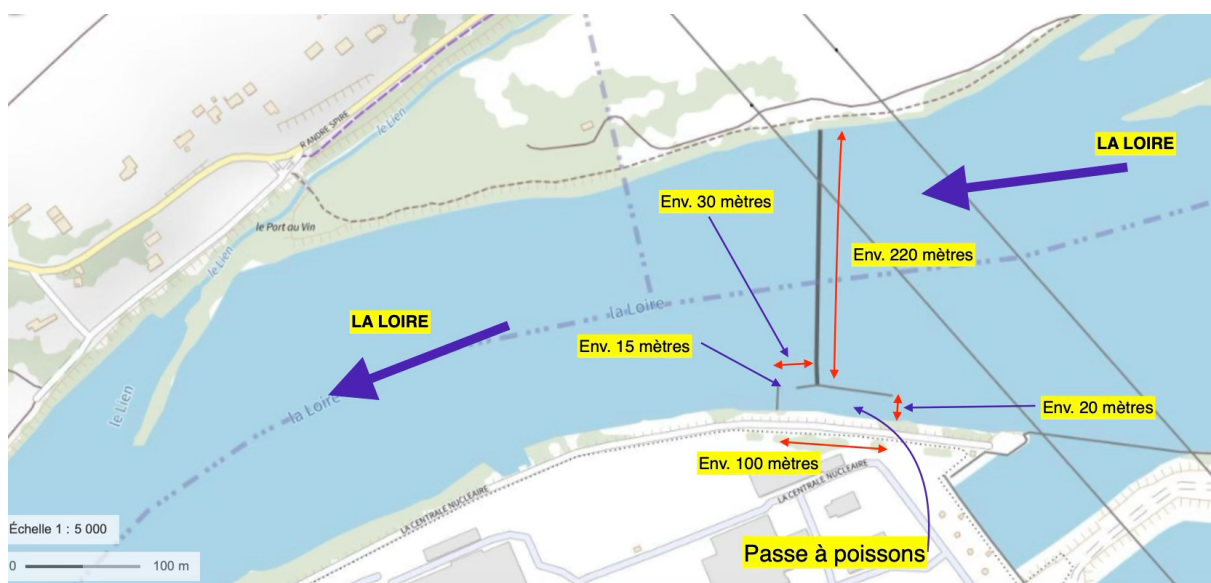 R ANDRE SPIRE
le Lien
LA LOIRE
Env. 30 mètres
le Port au Vin
le Lien
Env. 220 mètres
la Loire
LA LOIRE
Env. 15 mètres
le Lien
la Loire
Env. 20 mètres
Env. 100 mètres
LA CENTRALE NUCLÉAIRE
LA CENTRALE NUCLÉAIRE
Échelle 1 : 5 000
Passe à poissons
0 100 m